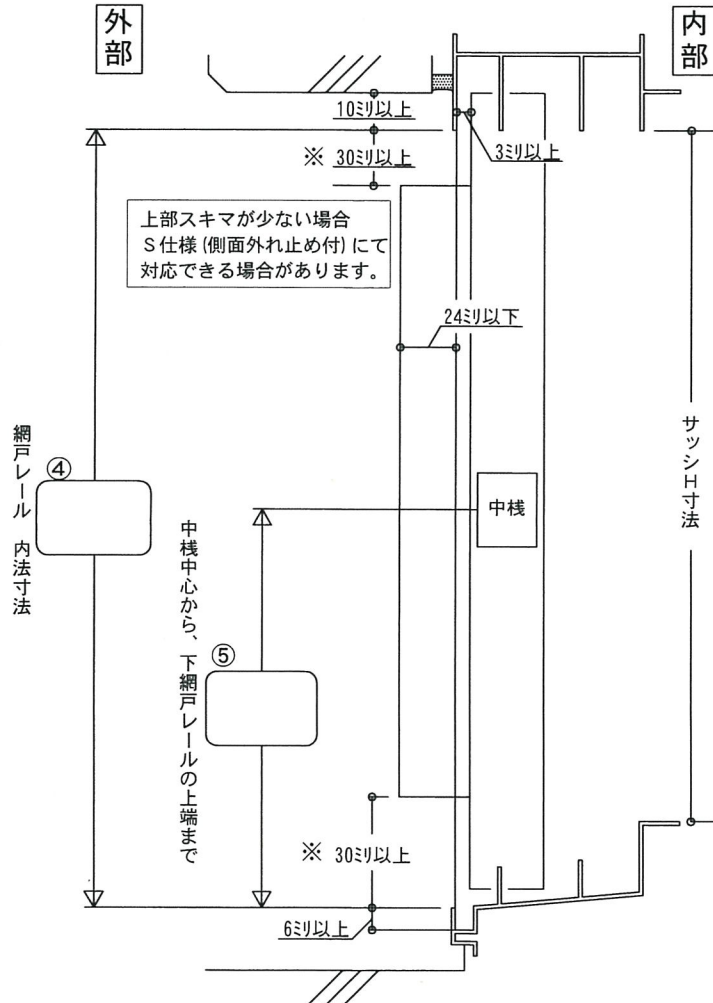 外部
内部
10ミリ以上
※ 30ミリ以上
3ミリ以上
上部スキマが少ない場合
S仕様(側面外れ止め付)にて
対応できる場合があります。
24ミリ以下
網戸レール 内法寸法
④
中桟
サッシH寸法
中桟中心から、下網戸レールの上端まで
⑤
※ 30ミリ以上
6ミリ以上